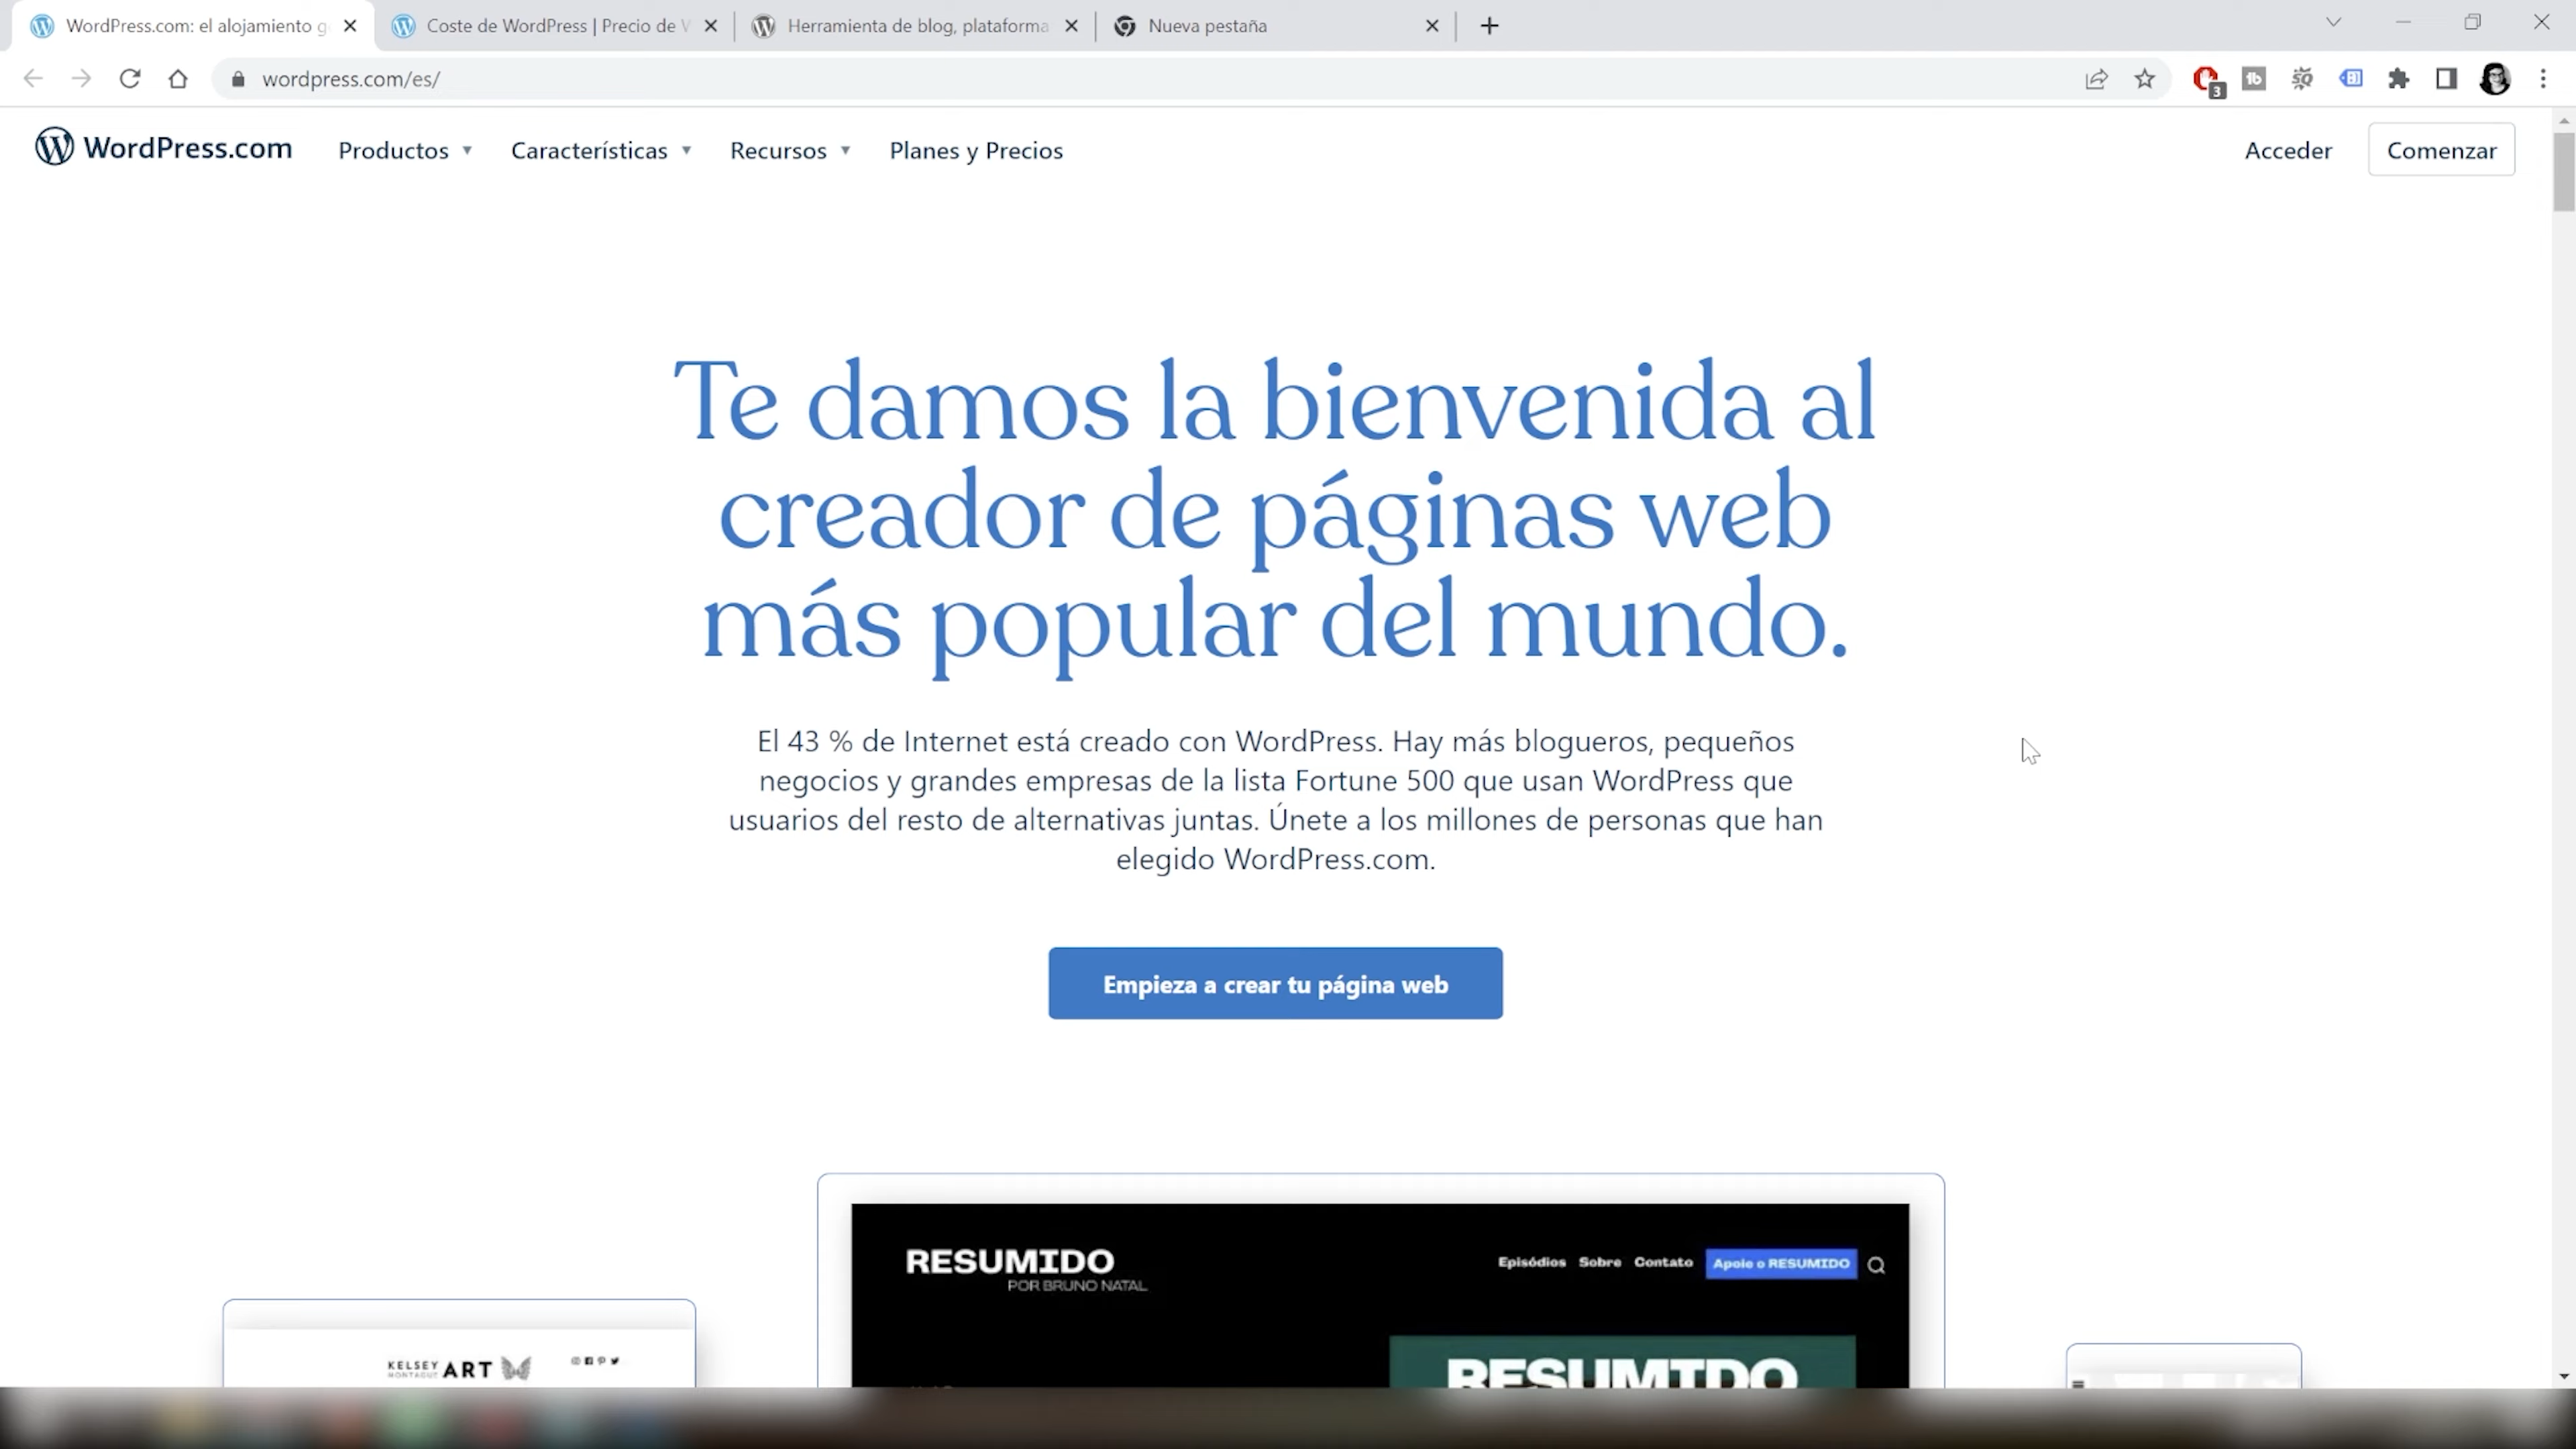 WordPress.com: el alojamiento g
Coste de WordPress | Precio de W
Herramienta de blog, plataforma
Nueva pestaña
wordpress.com/es/
3
WordPress.com
Productos
Características
Recursos
Planes y Precios
Acceder
Comenzar
Te damos la bienvenida al
creador de páginas web
más popular del mundo.
El 43 % de Internet está creado con WordPress. Hay más blogueros, pequeños
negocios y grandes empresas de la lista Fortune 500 que usan WordPress que
usuarios del resto de alternativas juntas. Únete a los millones de personas que han
elegido WordPress.com.
Empieza a crear tu página web
RESUMIDO
POR BRUNO NATAL
Episódios Sobre Contato Apoie o RESUMIDO
RESUMIDO
KELSEY
MONTAGUE
ART